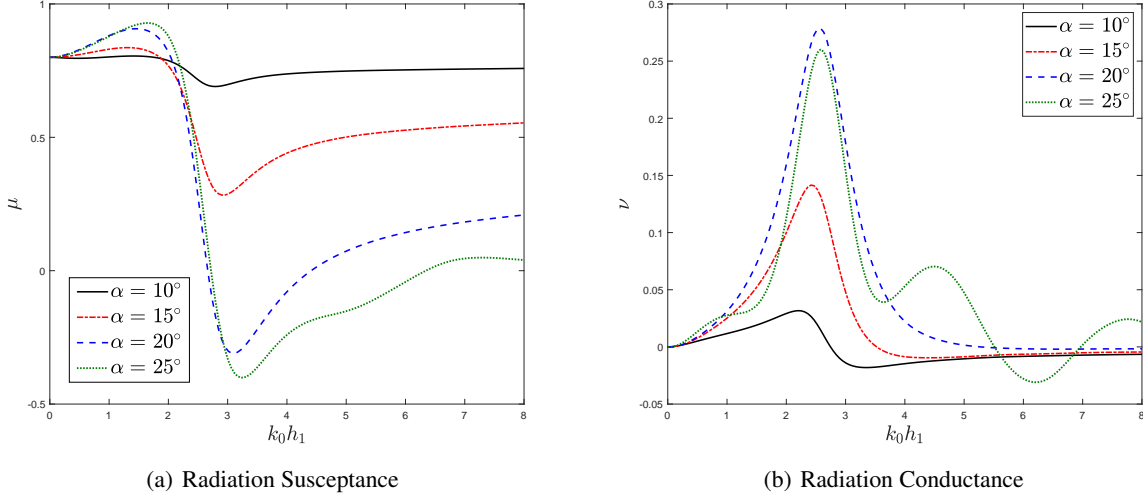 1
0.5
0
-0.5
μ
0 1 2 3 4 5 6 7 8
k₀h₁
α = 10°
α = 15°
α = 20°
α = 25°
(a) Radiation Susceptance
0.3
0.25
0.2
0.15
0.1
0.05
0
-0.05
ν
0 1 2 3 4 5 6 7 8
k₀h₁
α = 10°
α = 15°
α = 20°
α = 25°
(b) Radiation Conductance